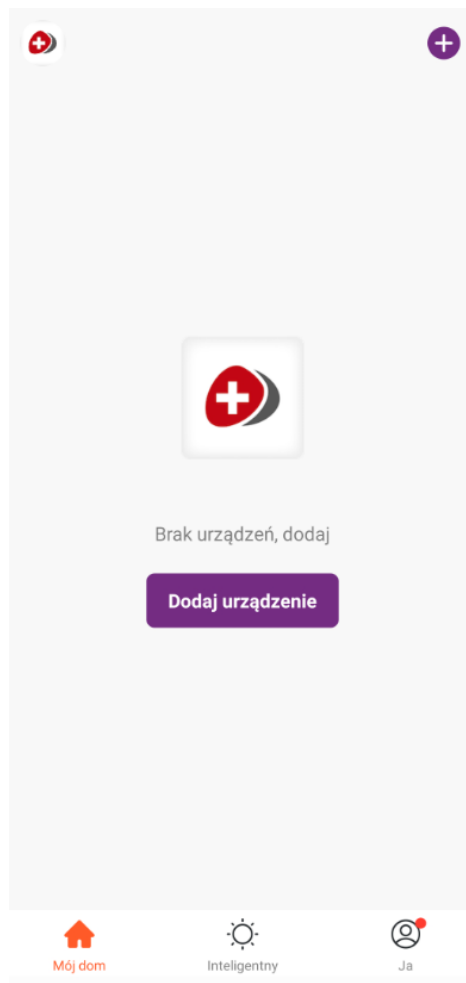 Brak urządzeń, dodaj
Dodaj urządzenie
Mój dom
Inteligentny
Ja